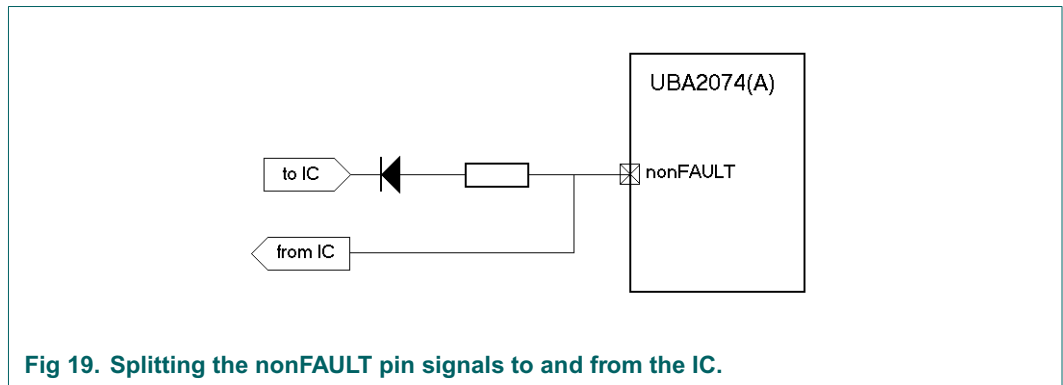 UBA2074(A)
to IC
nonFAULT
from IC
Fig 19. Splitting the nonFAULT pin signals to and from the IC.